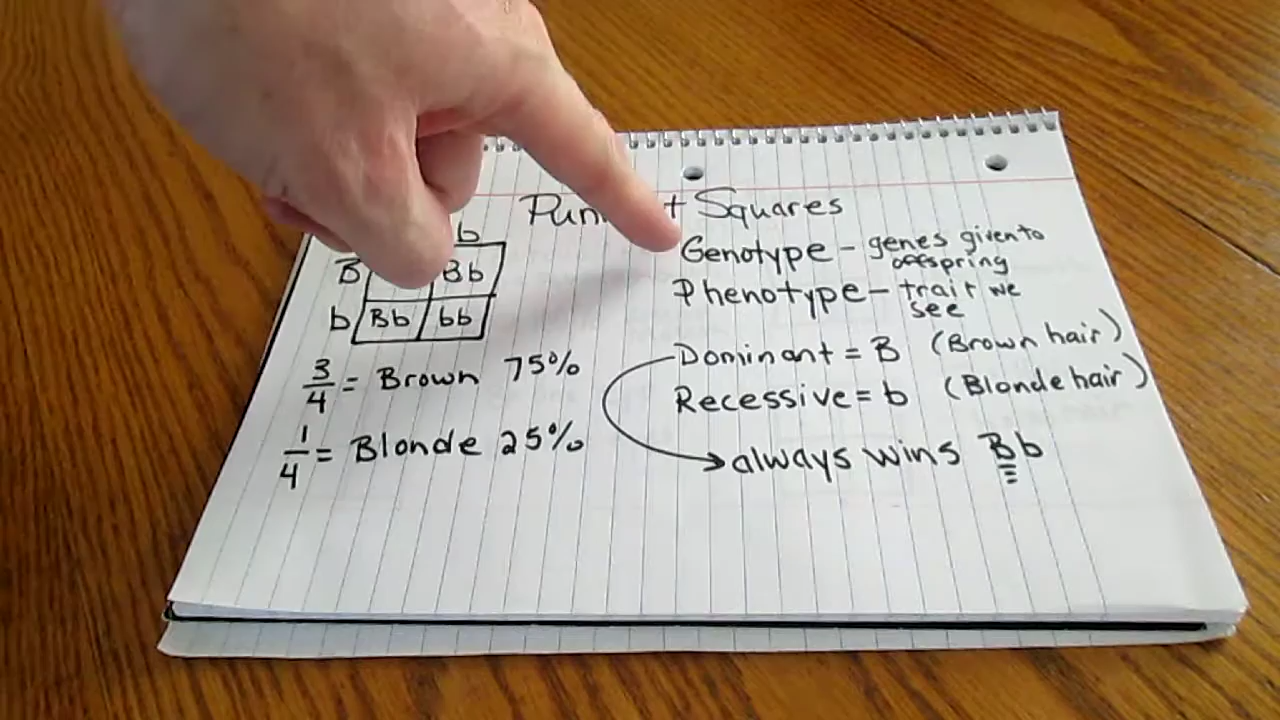 Squares
b
B Bb
b Bb bb
3/4 = Brown 75%
1/4 = Blonde 25%
Genotype - genes given to
offspring
Phenotype - trait we
see
Dominant = B (Brown hair)
Recessive = b (Blonde hair)
always wins Bb